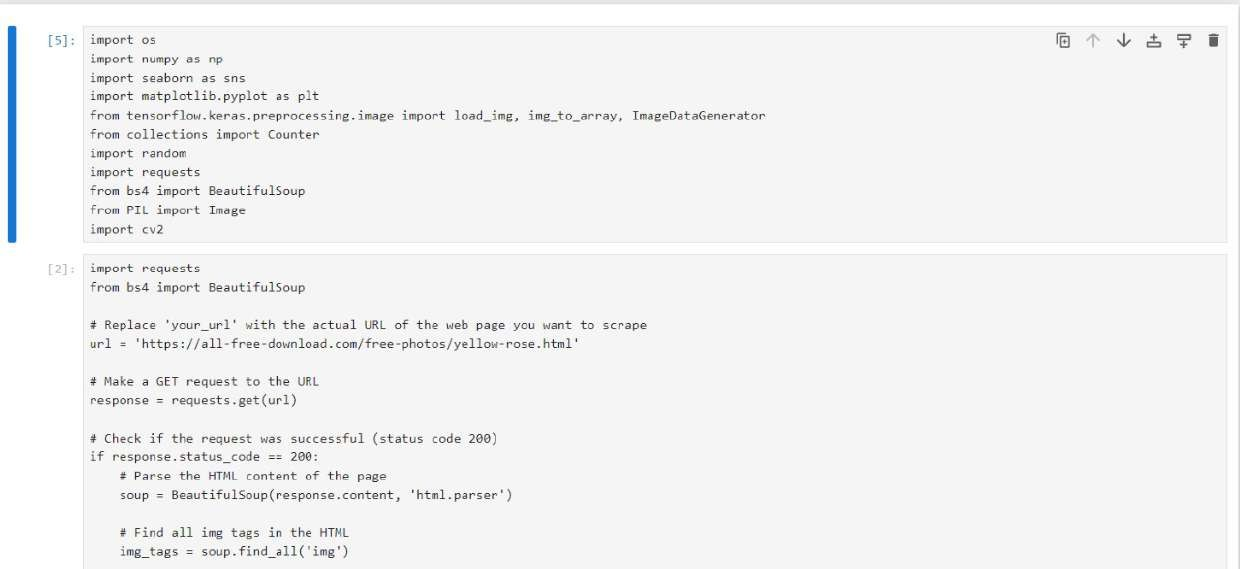 [5]:
import os
import numpy as np
import seaborn as sns
import matplotlib.pyplot as plt
from tensorflow.keras.preprocessing.image import load_img, img_to_array, ImageDataGenerator
from collections import Counter
import random
import requests
from bs4 import BeautifulSoup
from PIL import Image
import cv2
[2]:
import requests
from bs4 import BeautifulSoup
# Replace 'your_url' with the actual URL of the web page you want to scrape
url = 'https://all-free-download.com/free-photos/yellow-rose.html'
# Make a GET request to the URL
response = requests.get(url)
# Check if the request was successful (status code 200)
if response.status_code == 200:
    # Parse the HTML content of the page
    soup = BeautifulSoup(response.content, 'html.parser')
    # Find all img tags in the HTML
    img_tags = soup.find_all('img')